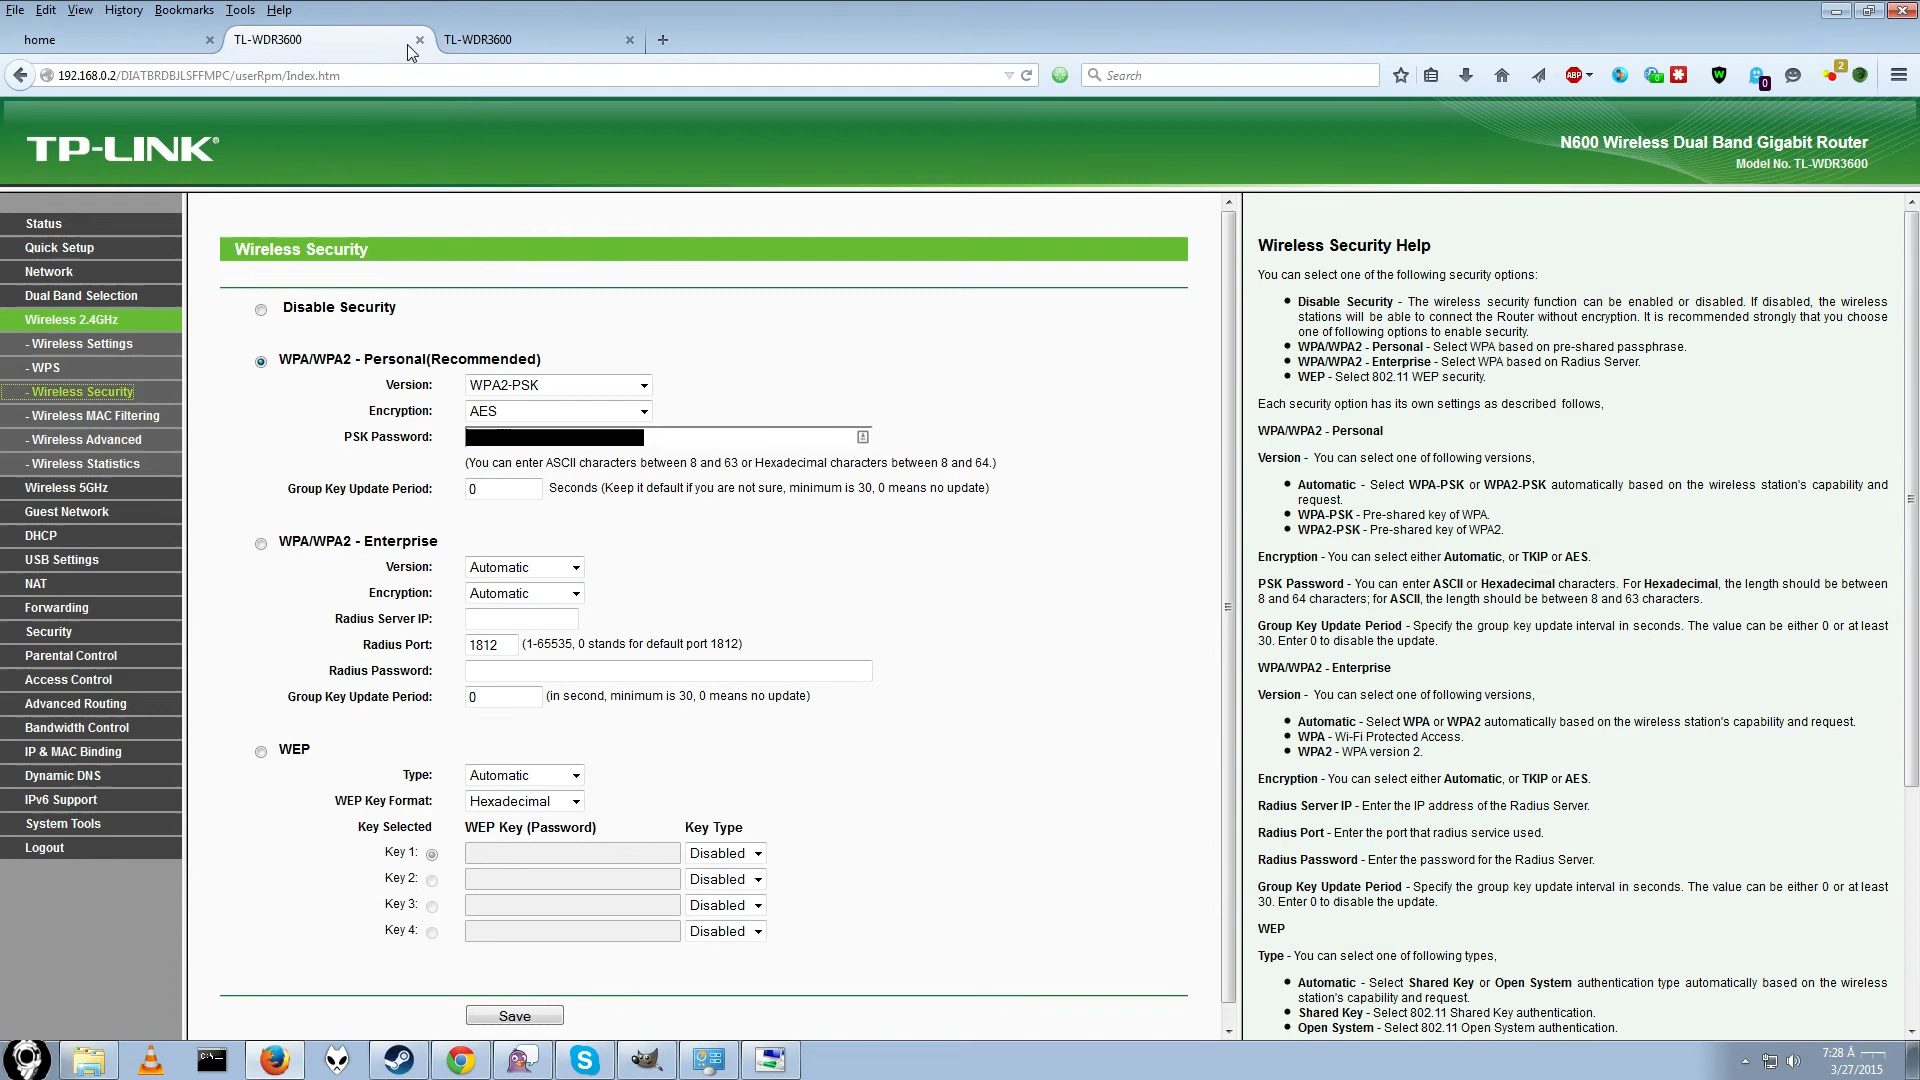 File Edit View History Bookmarks Tools Help
home
TL-WDR3600
TL-WDR3600
192.168.0.2/DIATBRDBJLSFFMPC/userRpm/Index.htm
Search
ABP
2
0
TP-LINK®
N600 Wireless Dual Band Gigabit Router
Model No. TL-WDR3600
Status
Quick Setup
Network
Dual Band Selection
Wireless 2.4GHz
- Wireless Settings
- WPS
- Wireless Security
- Wireless MAC Filtering
- Wireless Advanced
- Wireless Statistics
Wireless 5GHz
Guest Network
DHCP
USB Settings
NAT
Forwarding
Security
Parental Control
Access Control
Advanced Routing
Bandwidth Control
IP & MAC Binding
Dynamic DNS
IPv6 Support
System Tools
Logout
Wireless Security
Disable Security
WPA/WPA2 - Personal(Recommended)
Version: WPA2-PSK
Encryption: AES
PSK Password:
(You can enter ASCII characters between 8 and 63 or Hexadecimal characters between 8 and 64.)
Group Key Update Period: 0 Seconds (Keep it default if you are not sure, minimum is 30, 0 means no update)
WPA/WPA2 - Enterprise
Version: Automatic
Encryption: Automatic
Radius Server IP:
Radius Port: 1812 (1-65535, 0 stands for default port 1812)
Radius Password:
Group Key Update Period: 0 (in second, minimum is 30, 0 means no update)
WEP
Type: Automatic
WEP Key Format: Hexadecimal
Key Selected WEP Key (Password) Key Type
Key 1: Disabled
Key 2: Disabled
Key 3: Disabled
Key 4: Disabled
Save
Wireless Security Help
You can select one of the following security options:
Disable Security - The wireless security function can be enabled or disabled. If disabled, the wireless
stations will be able to connect the Router without encryption. It is recommended strongly that you choose
one of following options to enable security.
WPA/WPA2 - Personal - Select WPA based on pre-shared passphrase.
WPA/WPA2 - Enterprise - Select WPA based on Radius Server.
WEP - Select 802.11 WEP security.
Each security option has its own settings as described follows,
WPA/WPA2 - Personal
Version - You can select one of following versions,
Automatic - Select WPA-PSK or WPA2-PSK automatically based on the wireless station's capability and
request.
WPA-PSK - Pre-shared key of WPA.
WPA2-PSK - Pre-shared key of WPA2.
Encryption - You can select either Automatic, or TKIP or AES.
PSK Password - You can enter ASCII or Hexadecimal characters. For Hexadecimal, the length should be between
8 and 64 characters; for ASCII, the length should be between 8 and 63 characters.
Group Key Update Period - Specify the group key update interval in seconds. The value can be either 0 or at least
30. Enter 0 to disable the update.
WPA/WPA2 - Enterprise
Version - You can select one of following versions,
Automatic - Select WPA or WPA2 automatically based on the wireless station's capability and request.
WPA - Wi-Fi Protected Access.
WPA2 - WPA version 2.
Encryption - You can select either Automatic, or TKIP or AES.
Radius Server IP - Enter the IP address of the Radius Server.
Radius Port - Enter the port that radius service used.
Radius Password - Enter the password for the Radius Server.
Group Key Update Period - Specify the group key update interval in seconds. The value can be either 0 or at least
30. Enter 0 to disable the update.
WEP
Type - You can select one of following types,
Automatic - Select Shared Key or Open System authentication type automatically based on the wireless
station's capability and request.
Shared Key - Select 802.11 Shared Key authentication.
Open System - Select 802.11 Open System authentication.
7:28 Å
3/27/2015